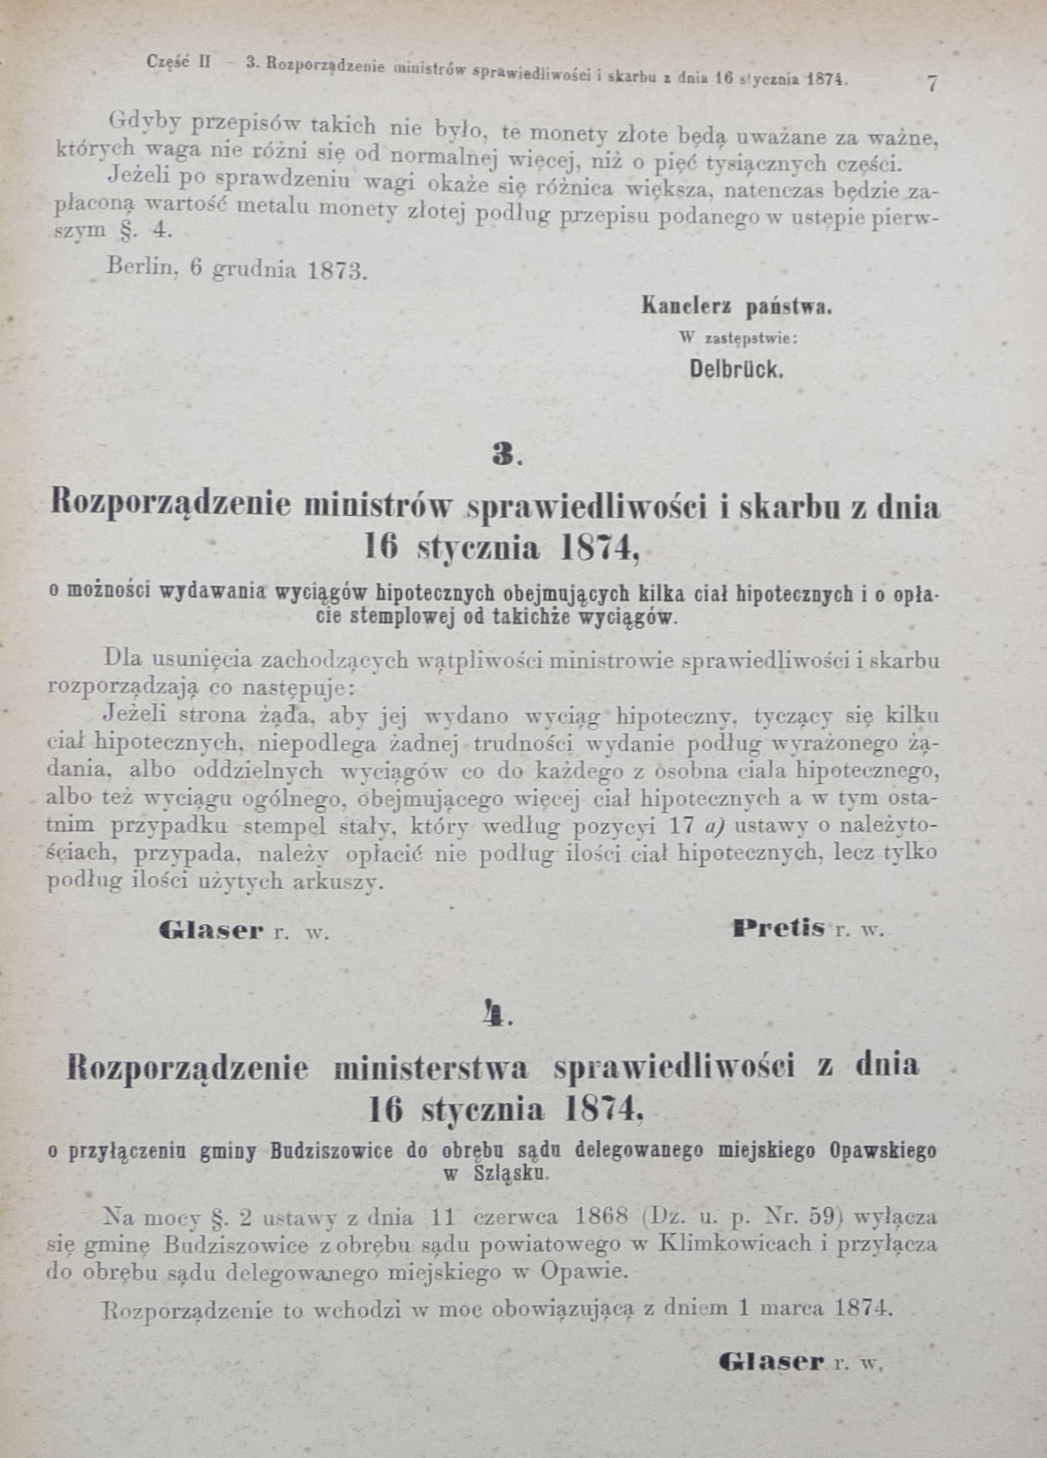 Część II – 3. Rozporządzenie ministrów sprawiedliwości i skarbu z dnia 16 stycznia 1874. 7
Gdyby przepisów takich nie było, te monety złote będą uważane za ważne,
których waga nie różni się od normalnej więcej, niż o pięć tysiącznych części.
Jeżeli po sprawdzeniu wagi okaże się różnica większa, natenczas będzie za-
płaconą wartość metalu monety złotej podług przepisu podanego w ustępie pierw-
szym §. 4.
Berlin, 6 grudnia 1873.
Kanclerz państwa.
W zastępstwie:
Delbrück.
3.
Rozporządzenie ministrów sprawiedliwości i skarbu z dnia
16 stycznia 1874,
o możności wydawania wyciągów hipotecznych obejmujących kilka ciał hipotecznych i o opła-
cie stemplowej od takichże wyciągów.
Dla usunięcia zachodzących wątpliwości ministrowie sprawiedliwości i skarbu
rozporządzają co następuje:
Jeżeli strona żąda, aby jej wydano wyciąg hipoteczny, tyczący się kilku
ciał hipotecznych, niepodlega żadnej trudności wydanie podług wyrażonego żą-
dania, albo oddzielnych wyciągów co do każdego z osobna ciała hipotecznego,
albo też wyciągu ogólnego, obejmującego więcej ciał hipotecznych a w tym osta-
tnim przypadku stempel stały, który według pozycyi 17 a) ustawy o należyto-
ściach, przypada, należy opłacić nie podług ilości ciał hipotecznych, lecz tylko
podług ilości użytych arkuszy.
Glaser r. w. Pretis r. w.
4.
Rozporządzenie ministerstwa sprawiedliwości z dnia
16 stycznia 1874,
o przyłączeniu gminy Budziszowice do obrębu sądu delegowanego miejskiego Opawskiego
w Szląsku.
Na mocy §. 2 ustawy z dnia 11 czerwca 1868 (Dz. u. p. Nr. 59) wyłącza
się gminę Budziszowice z obrębu sądu powiatowego w Klimkowicach i przyłącza
do obrębu sądu delegowanego miejskiego w Opawie.
Rozporządzenie to wchodzi w moc obowiązującą z dniem 1 marca 1874.
Glaser r. w.